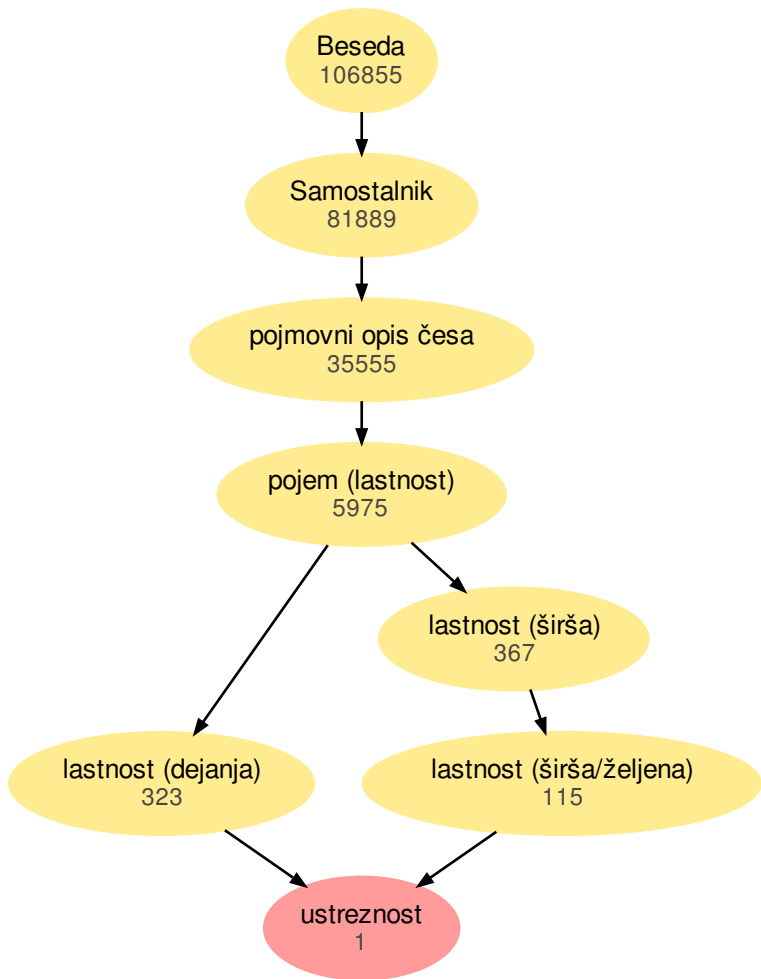 Beseda
106855
Samostalnik
81889
pojmovni opis česa
35555
pojem (lastnost)
5975
lastnost (širša)
367
lastnost (dejanja)
323
lastnost (širša/željena)
115
ustreznost
1